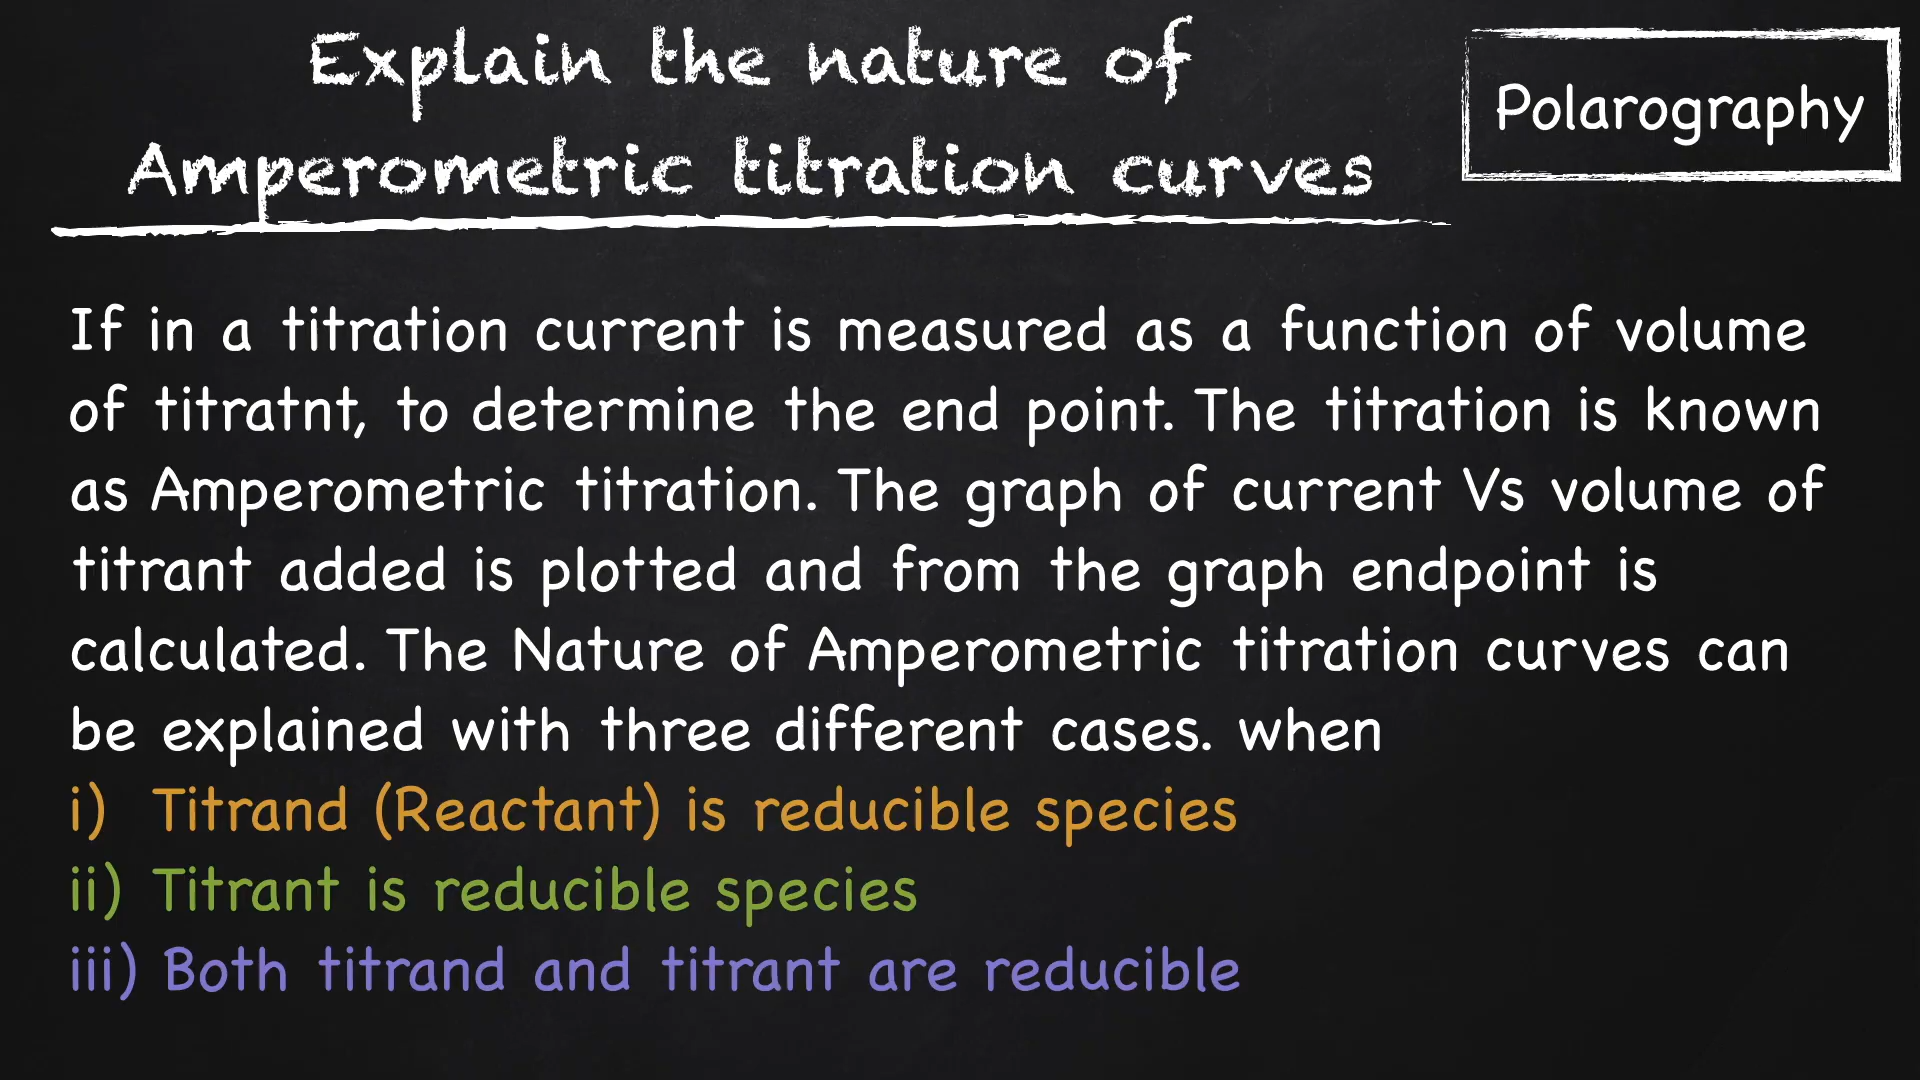 Explain the nature of
Amperometric titration curves
Polarography
If in a titration current is measured as a function of volume
of titratnt, to determine the end point. The titration is known
as Amperometric titration. The graph of current Vs volume of
titrant added is plotted and from the graph endpoint is
calculated. The Nature of Amperometric titration curves can
be explained with three different cases. when
i) Titrand (Reactant) is reducible species
ii) Titrant is reducible species
iii) Both titrand and titrant are reducible